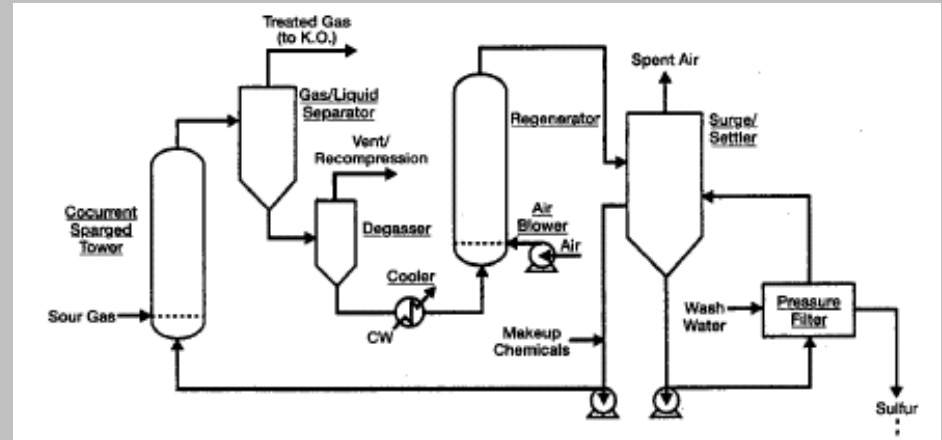 Treated Gas
(to K.O.)
Gas/Liquid
Separator
Vent/
Recompression
Cocurrent
Sparged
Tower
Degasser
Sour Gas
Cooler
CW
Regenerator
Air
Blower
Air
Spent Air
Surge/
Settler
Makeup
Chemicals
Wash
Water
Pressure
Filter
Sulfur